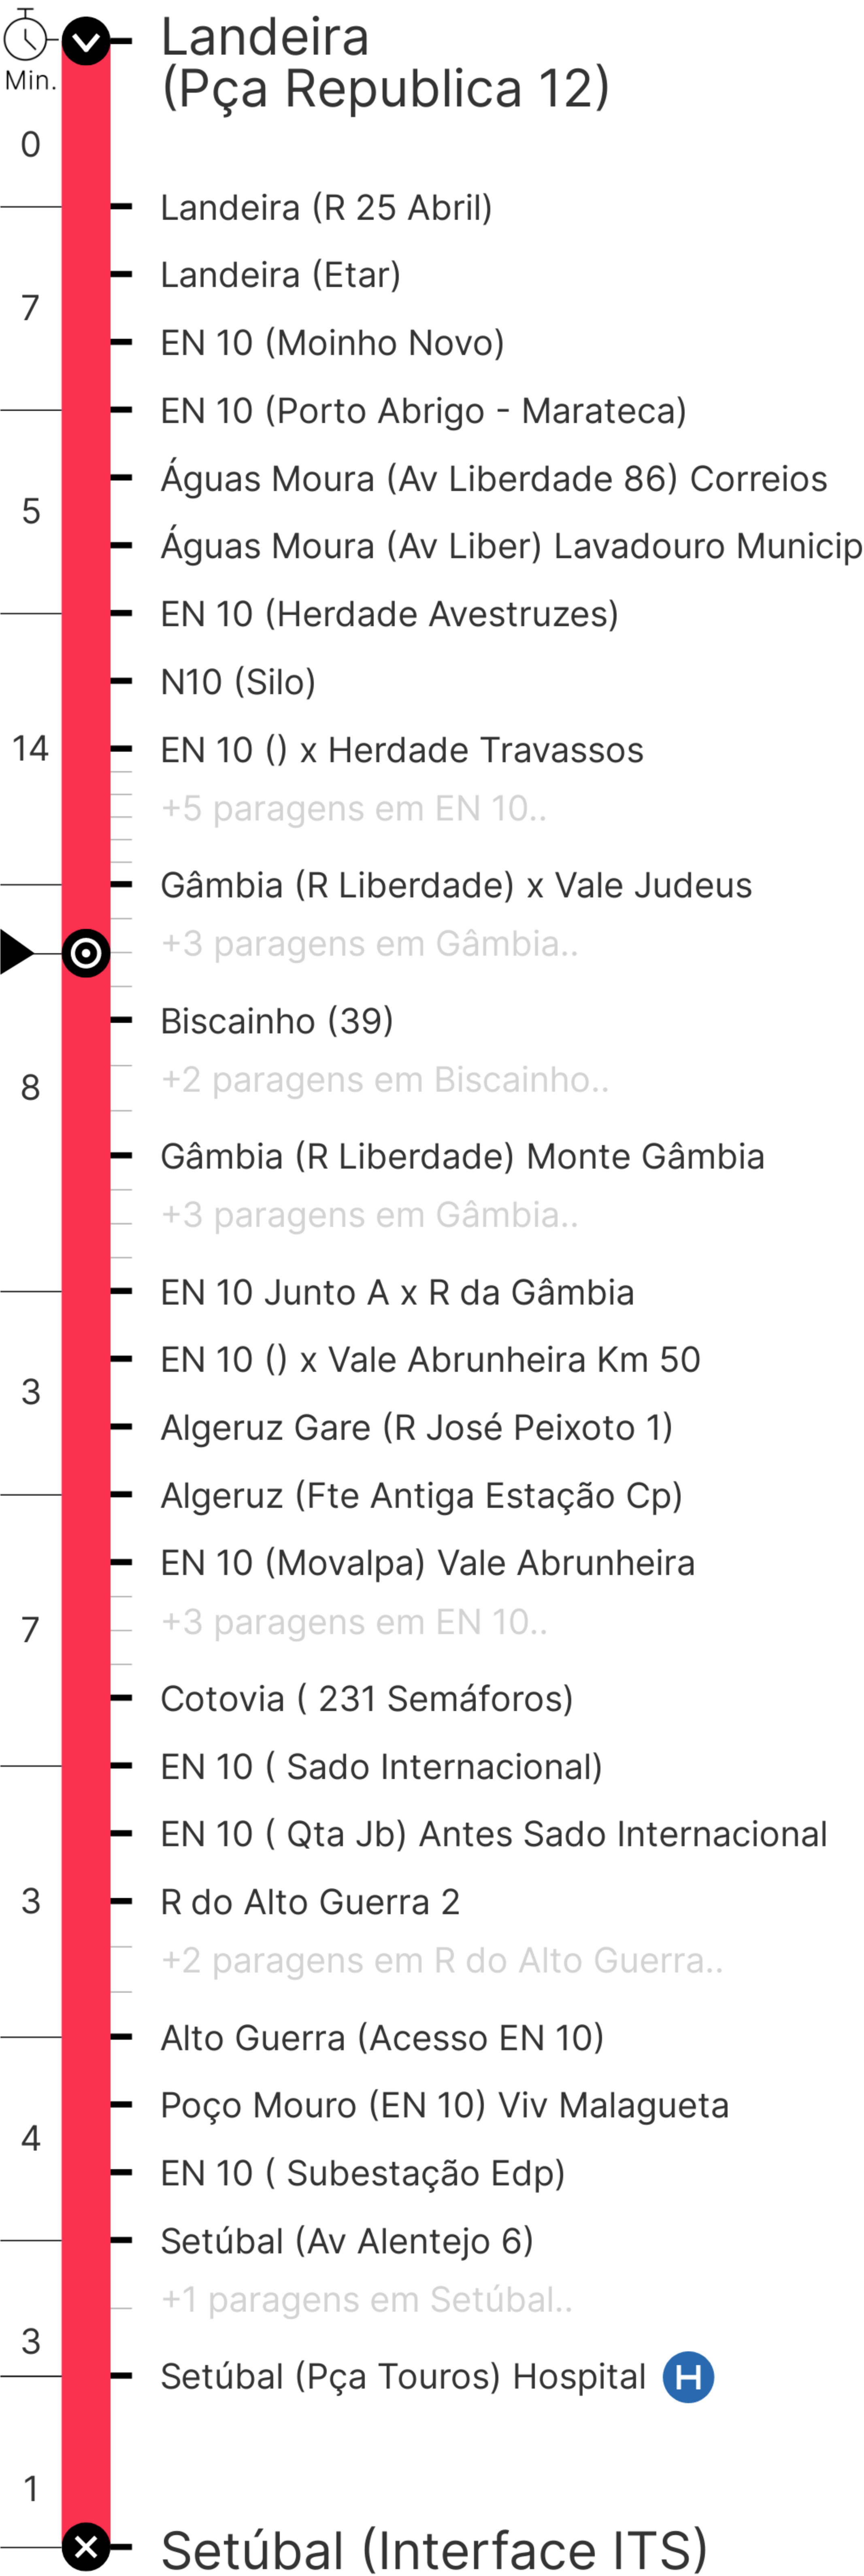 Landeira
(Pça Republica 12)
Min.
0
Landeira (R 25 Abril)
Landeira (Etar)
7
EN 10 (Moinho Novo)
EN 10 (Porto Abrigo - Marateca)
Águas Moura (Av Liberdade 86) Correios
5
Águas Moura (Av Liber) Lavadouro Municip
EN 10 (Herdade Avestruzes)
N10 (Silo)
14
EN 10 () x Herdade Travassos
+5 paragens em EN 10..
Gâmbia (R Liberdade) x Vale Judeus
+3 paragens em Gâmbia..
Biscainho (39)
+2 paragens em Biscainho..
8
Gâmbia (R Liberdade) Monte Gâmbia
+3 paragens em Gâmbia..
EN 10 Junto A x R da Gâmbia
EN 10 () x Vale Abrunheira Km 50
3
Algeruz Gare (R José Peixoto 1)
Algeruz (Fte Antiga Estação Cp)
EN 10 (Movalpa) Vale Abrunheira
+3 paragens em EN 10..
7
Cotovia ( 231 Semáforos)
EN 10 ( Sado Internacional)
EN 10 ( Qta Jb) Antes Sado Internacional
3
R do Alto Guerra 2
+2 paragens em R do Alto Guerra..
Alto Guerra (Acesso EN 10)
Poço Mouro (EN 10) Viv Malagueta
4
EN 10 ( Subestação Edp)
Setúbal (Av Alentejo 6)
+1 paragens em Setúbal..
3
Setúbal (Pça Touros) Hospital H
1
Setúbal (Interface ITS)